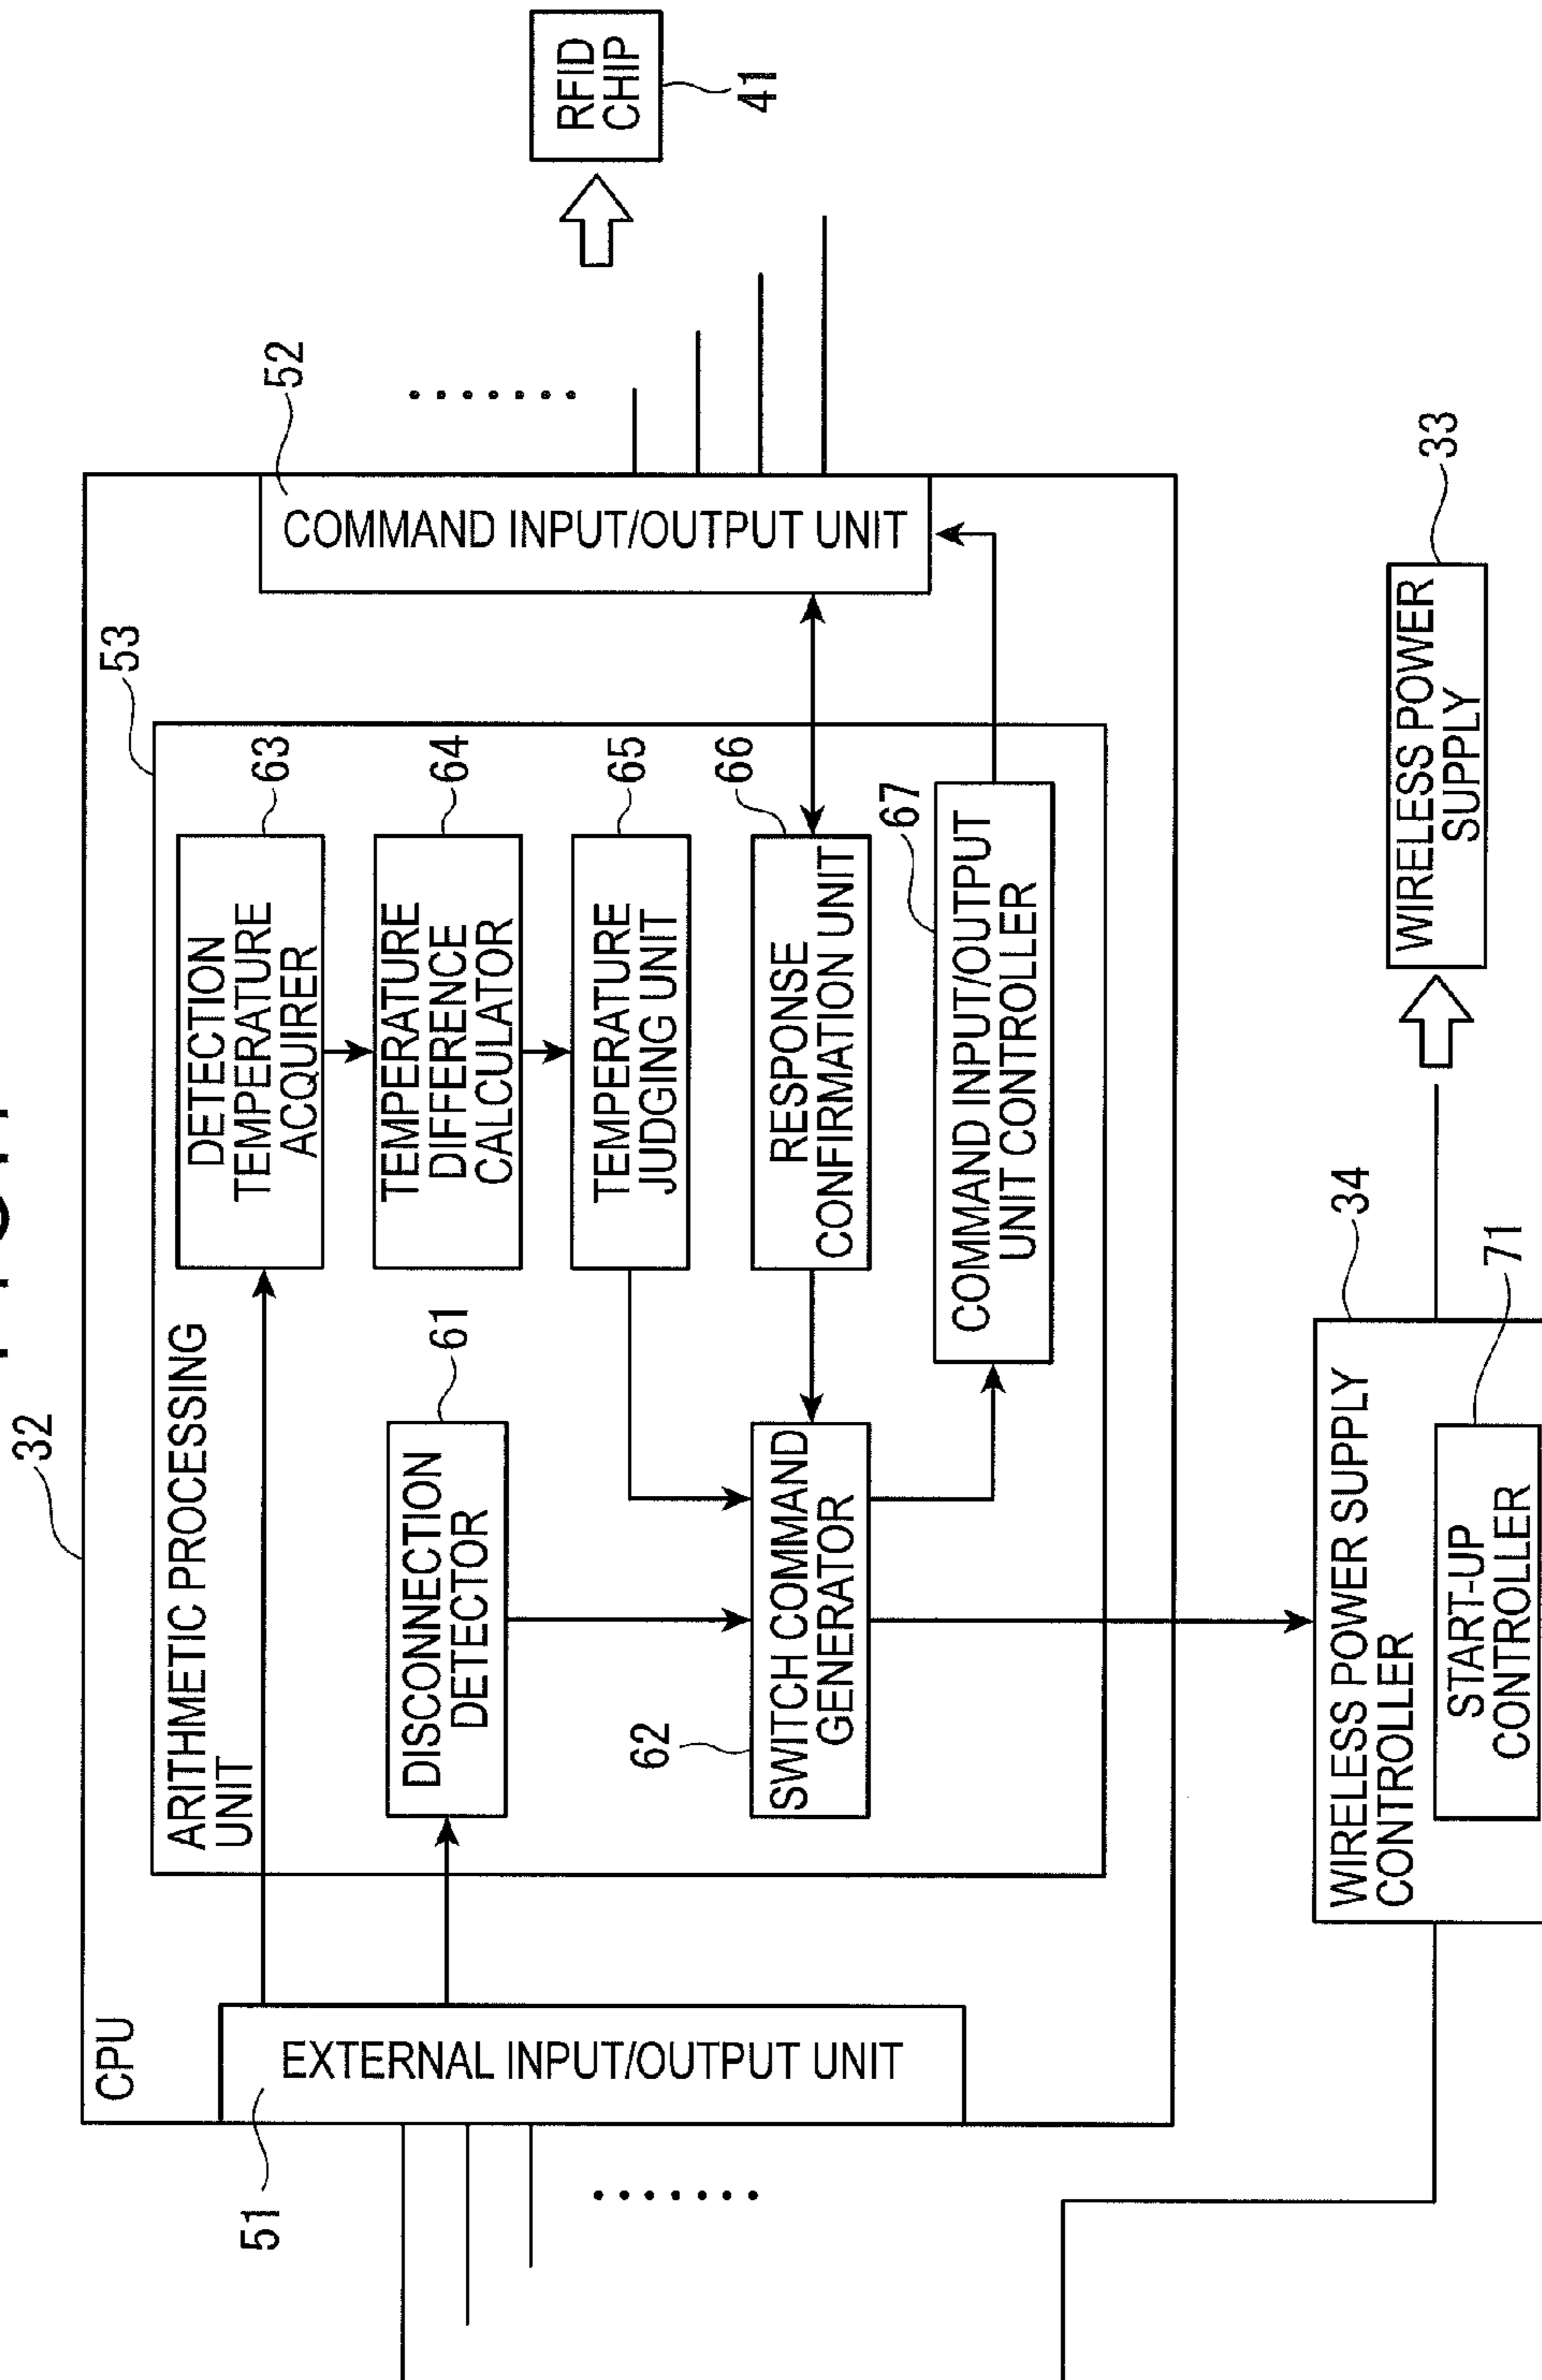 32
CPU
53
ARITHMETIC PROCESSING
UNIT
51
EXTERNAL INPUT/OUTPUT UNIT
52
COMMAND INPUT/OUTPUT UNIT
63
DETECTION
TEMPERATURE
ACQUIRER
64
TEMPERATURE
DIFFERENCE
CALCULATOR
65
TEMPERATURE
JUDGING UNIT
61
DISCONNECTION
DETECTOR
62
SWITCH COMMAND
GENERATOR
66
RESPONSE
CONFIRMATION UNIT
67
COMMAND INPUT/OUTPUT
UNIT CONTROLLER
RFID
CHIP
41
34
WIRELESS POWER SUPPLY
CONTROLLER
71
START-UP
CONTROLLER
33
WIRELESS POWER
SUPPLY